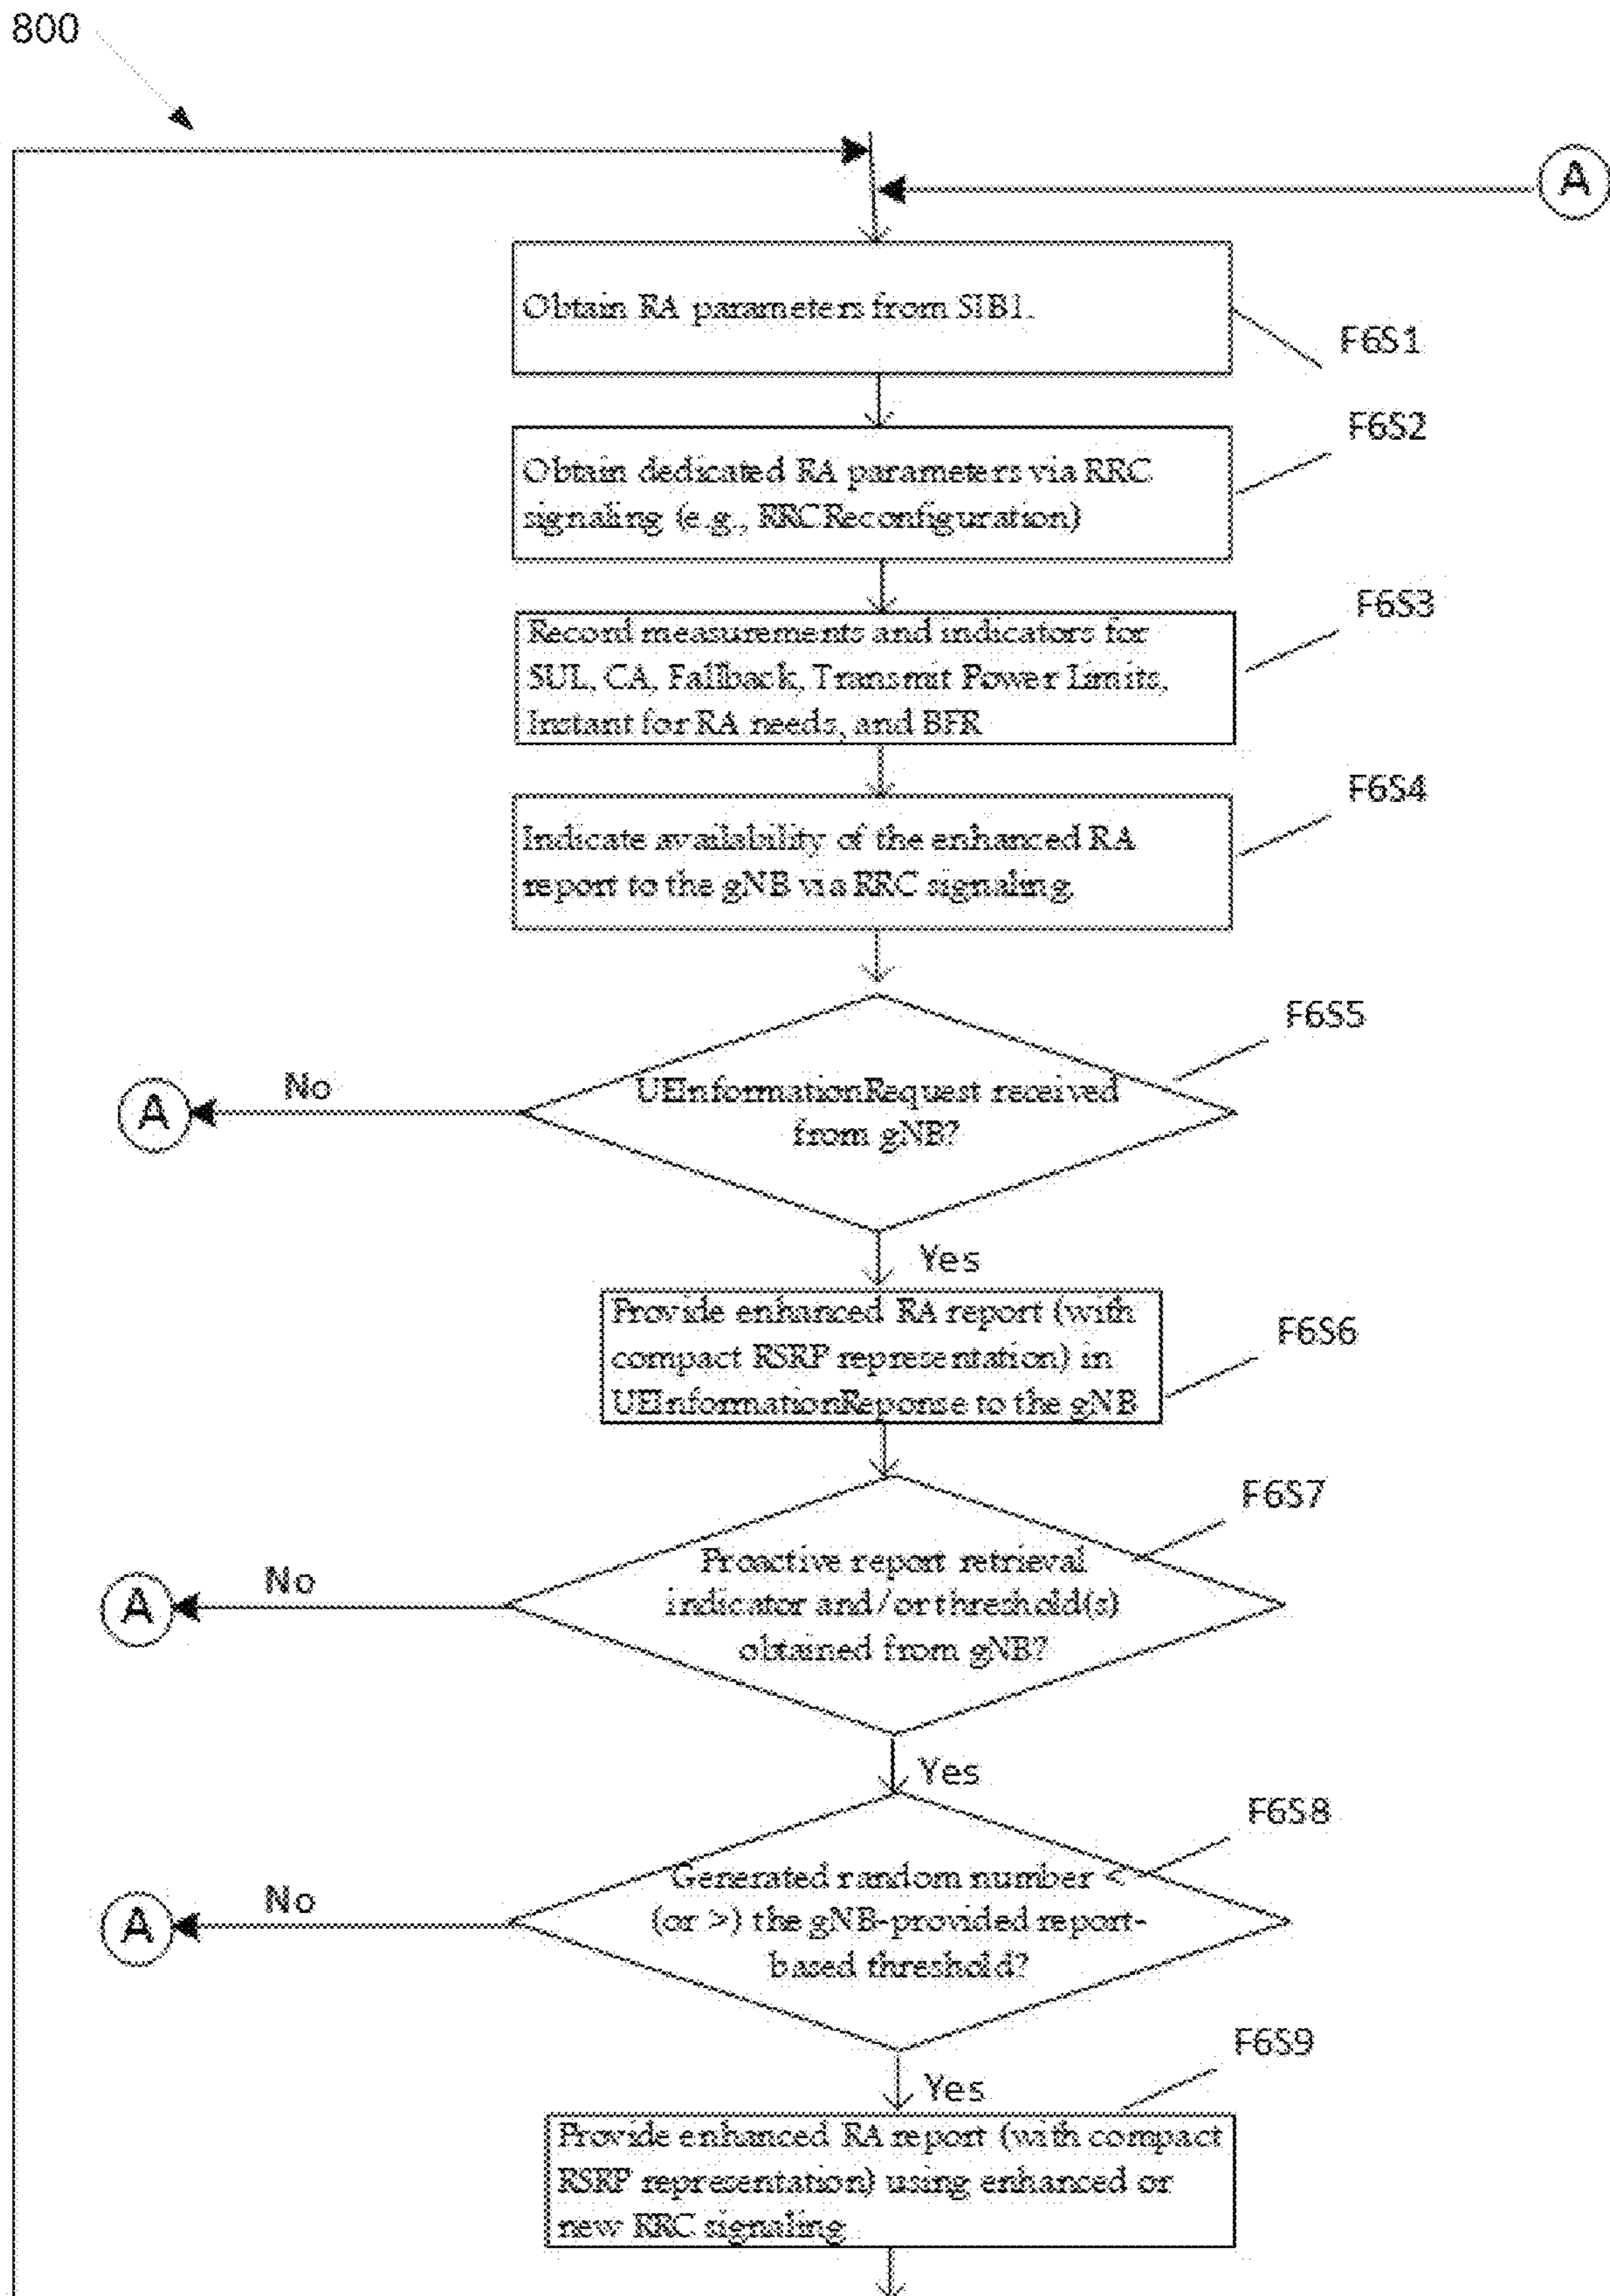 800
A
Obtain RA parameters from SIB1.
F6S1
F6S2
Obtain dedicated RA parameters via RRC
signaling (e.g., RRCReconfiguration)
F6S3
Record measurements and indicators for
SUL, CA, Fallback, Transmit Power Limits,
Instant for RA needs, and BFR
F6S4
Indicate availability of the enhanced RA
report to the gNB via RRC signaling.
F6S5
No
A
UEInformationRequest received
from gNB?
Yes
Provide enhanced RA report (with
compact RSRP representation) in
UEInformationReponse to the gNB
F6S6
F6S7
No
A
Proactive report retrieval
indicator and/or threshold(s)
obtained from gNB?
Yes
F6S8
No
A
Generated random number <
(or >) the gNB-provided report-
based threshold?
F6S9
Yes
Provide enhanced RA report (with compact
RSRP representation) using enhanced or
new RRC signaling